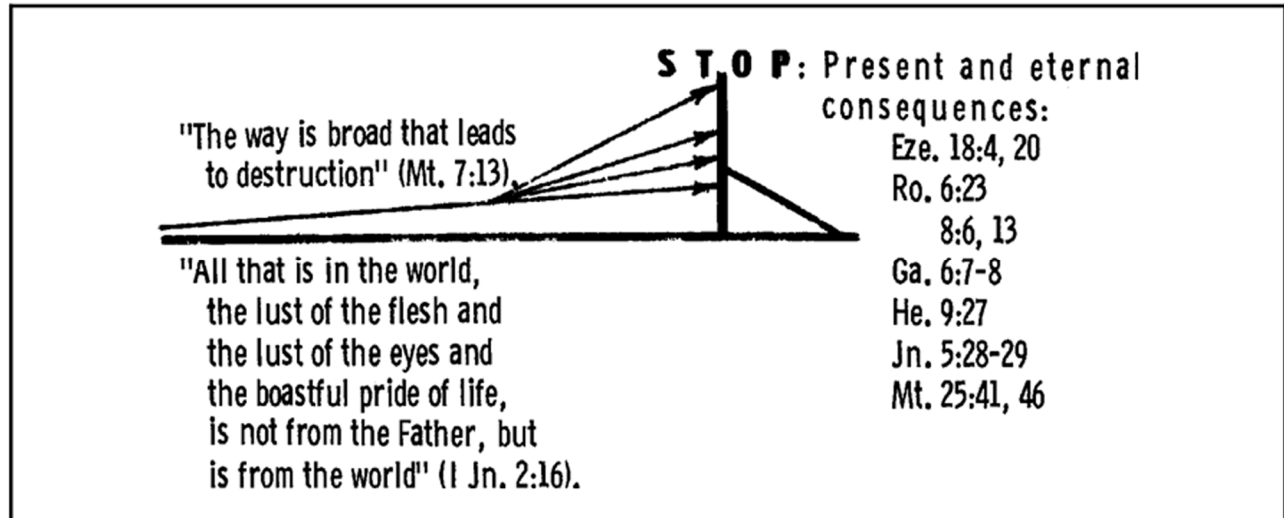 STOP: Present and eternal
consequences:
"The way is broad that leads
to destruction" (Mt. 7:13).
Eze. 18:4, 20
Ro. 6:23
8:6, 13
Ga. 6:7-8
He. 9:27
Jn. 5:28-29
Mt. 25:41, 46
"All that is in the world,
the lust of the flesh and
the lust of the eyes and
the boastful pride of life,
is not from the Father, but
is from the world" (I Jn. 2:16).